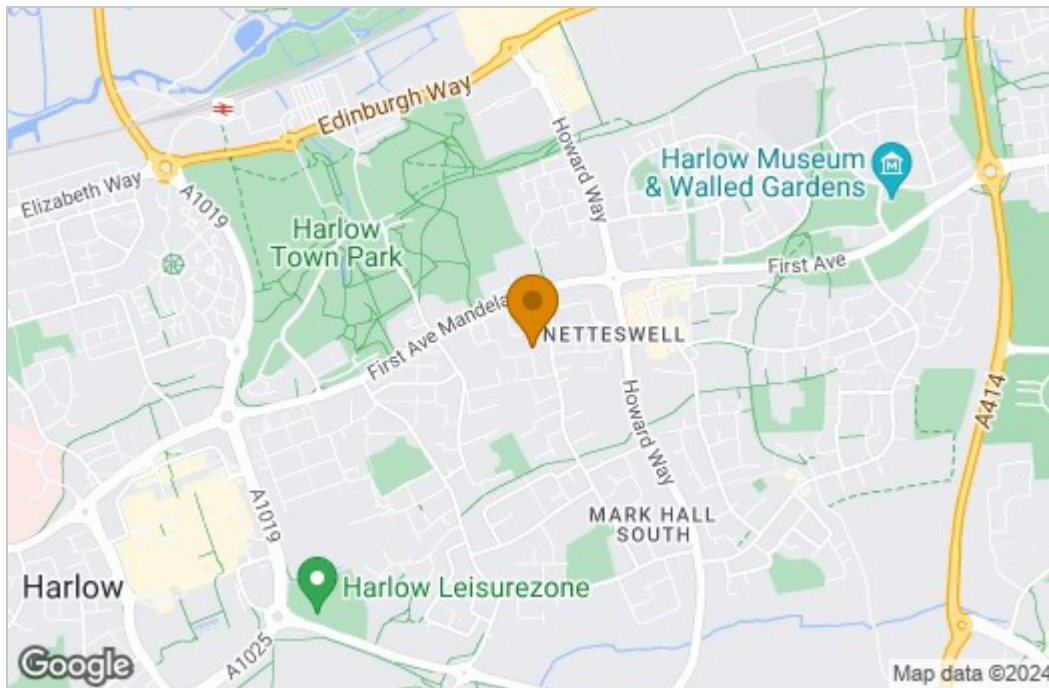 Edinburgh Way
Howard Way
Elizabeth Way
A1019
Harlow Museum
& Walled Gardens
Harlow
Town Park
First Ave
First Ave Mandela
NETTESWELL
Howard Way
A414
A1019
MARK HALL
SOUTH
Harlow
Harlow Leisurezone
A1025
Google
Map data ©2024